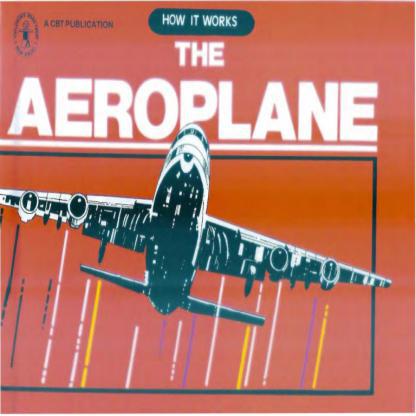 A CBT PUBLICATION
HOW IT WORKS
THE
AEROPLANE